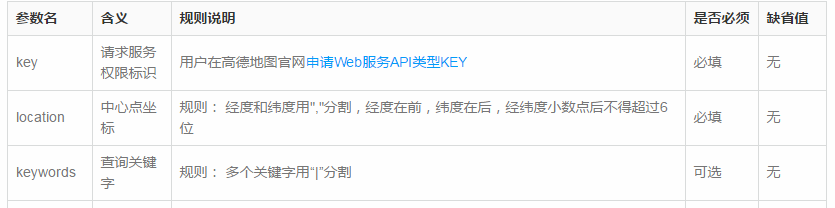 参数名 含义 规则说明 是否必须 缺省值
key 请求服务权限标识 用户在高德地图官网申请Web服务API类型KEY 必填 无
location 中心点坐标 规则： 经度和纬度用","分割，经度在前，纬度在后，经纬度小数点后不得超过6位 必填 无
keywords 查询关键字 规则： 多个关键字用“|”分割 可选 无